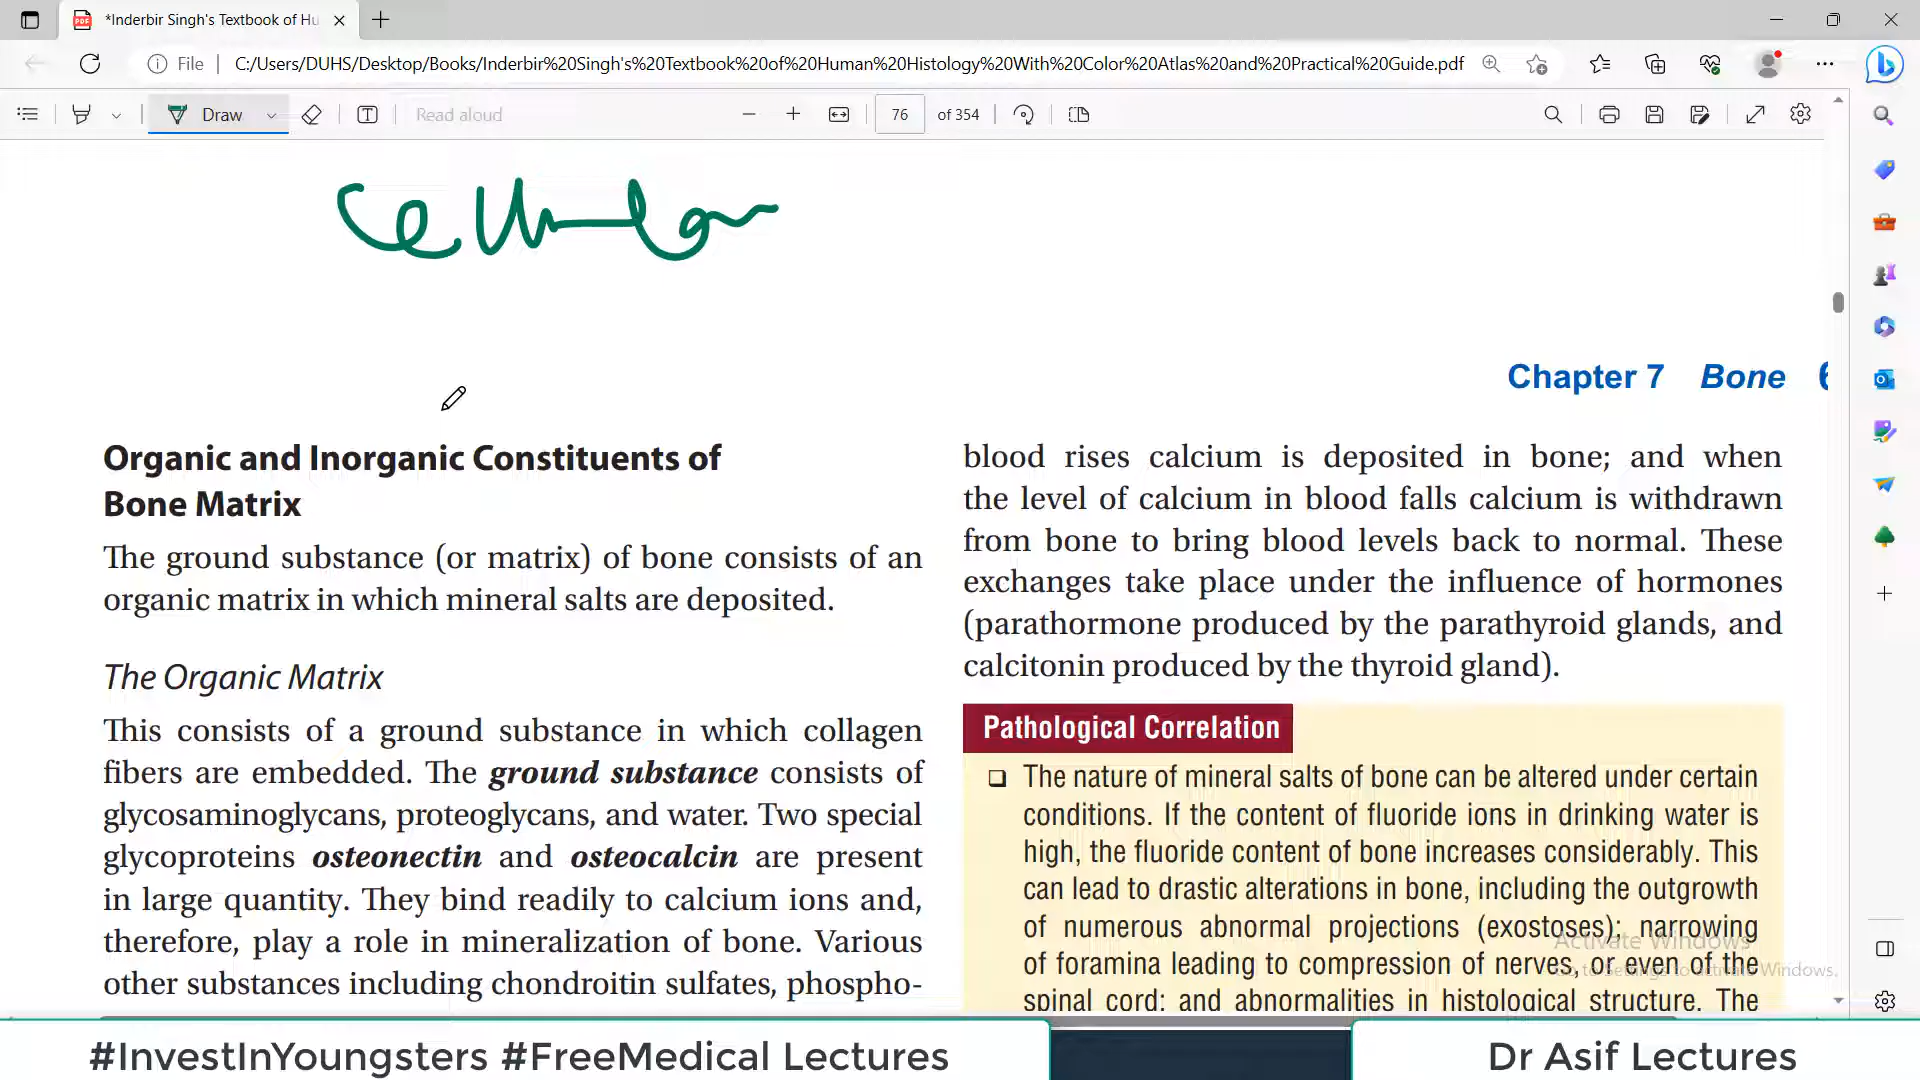 *Inderbir Singh's Textbook of Hu
File
C:/Users/DUHS/Desktop/Books/Inderbir%20Singh's%20Textbook%20of%20Human%20Histology%20With%20Color%20Atlas%20and%20Practical%20Guide.pdf
Draw
Read aloud
76 of 354
Cellular
Chapter 7 Bone
Organic and Inorganic Constituents of
Bone Matrix
The ground substance (or matrix) of bone consists of an
organic matrix in which mineral salts are deposited.
The Organic Matrix
This consists of a ground substance in which collagen
fibers are embedded. The ground substance consists of
glycosaminoglycans, proteoglycans, and water. Two special
glycoproteins osteonectin and osteocalcin are present
in large quantity. They bind readily to calcium ions and,
therefore, play a role in mineralization of bone. Various
other substances including chondroitin sulfates, phospho-
blood rises calcium is deposited in bone; and when
the level of calcium in blood falls calcium is withdrawn
from bone to bring blood levels back to normal. These
exchanges take place under the influence of hormones
(parathormone produced by the parathyroid glands, and
calcitonin produced by the thyroid gland).
Pathological Correlation
❑ The nature of mineral salts of bone can be altered under certain
conditions. If the content of fluoride ions in drinking water is
high, the fluoride content of bone increases considerably. This
can lead to drastic alterations in bone, including the outgrowth
of numerous abnormal projections (exostoses); narrowing
of foramina leading to compression of nerves, or even of the
spinal cord; and abnormalities in histological structure. The
Activate Windows
Go to Settings to activate Windows.
#InvestInYoungsters #FreeMedical Lectures
Dr Asif Lectures